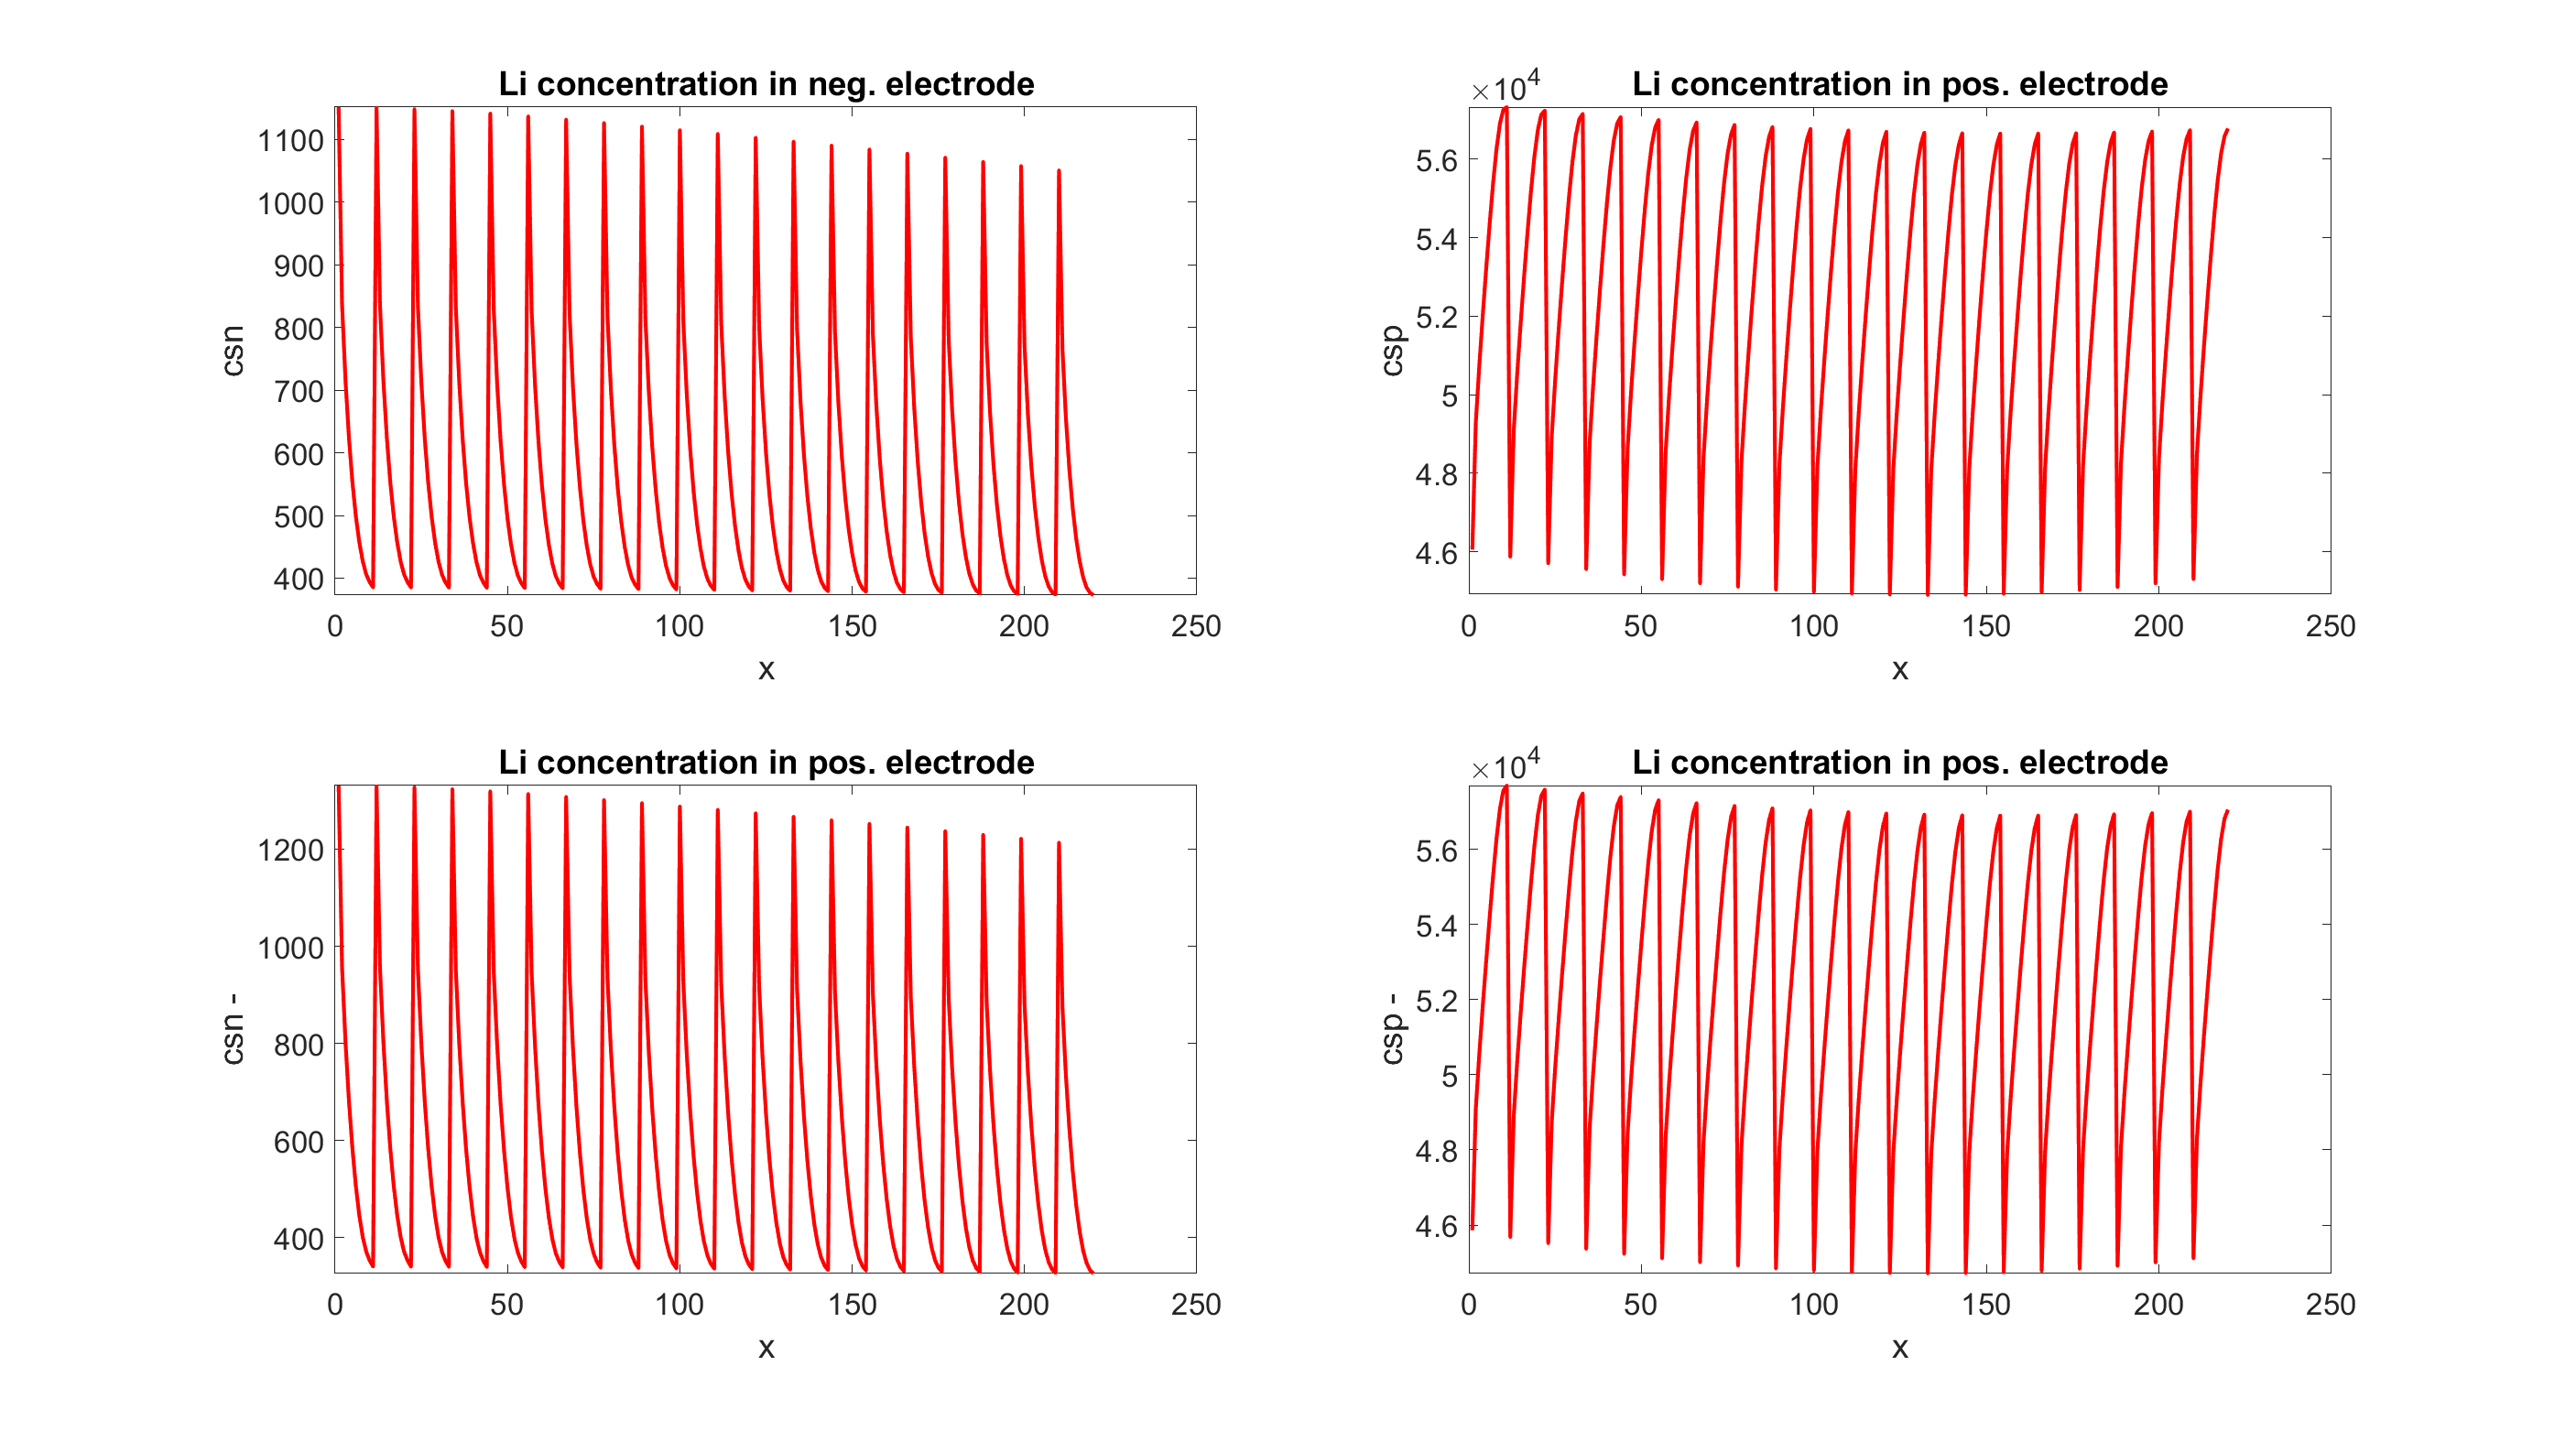 Li concentration in neg. electrode
1100
1000
900
800
700
600
500
400
csn
0 50 100 150 200 250
x
Li concentration in pos. electrode
×10^4
5.6
5.4
5.2
5
4.8
4.6
csp
0 50 100 150 200 250
x
Li concentration in pos. electrode
1200
1000
800
600
400
csn -
0 50 100 150 200 250
x
Li concentration in pos. electrode
×10^4
5.6
5.4
5.2
5
4.8
4.6
csp -
0 50 100 150 200 250
x